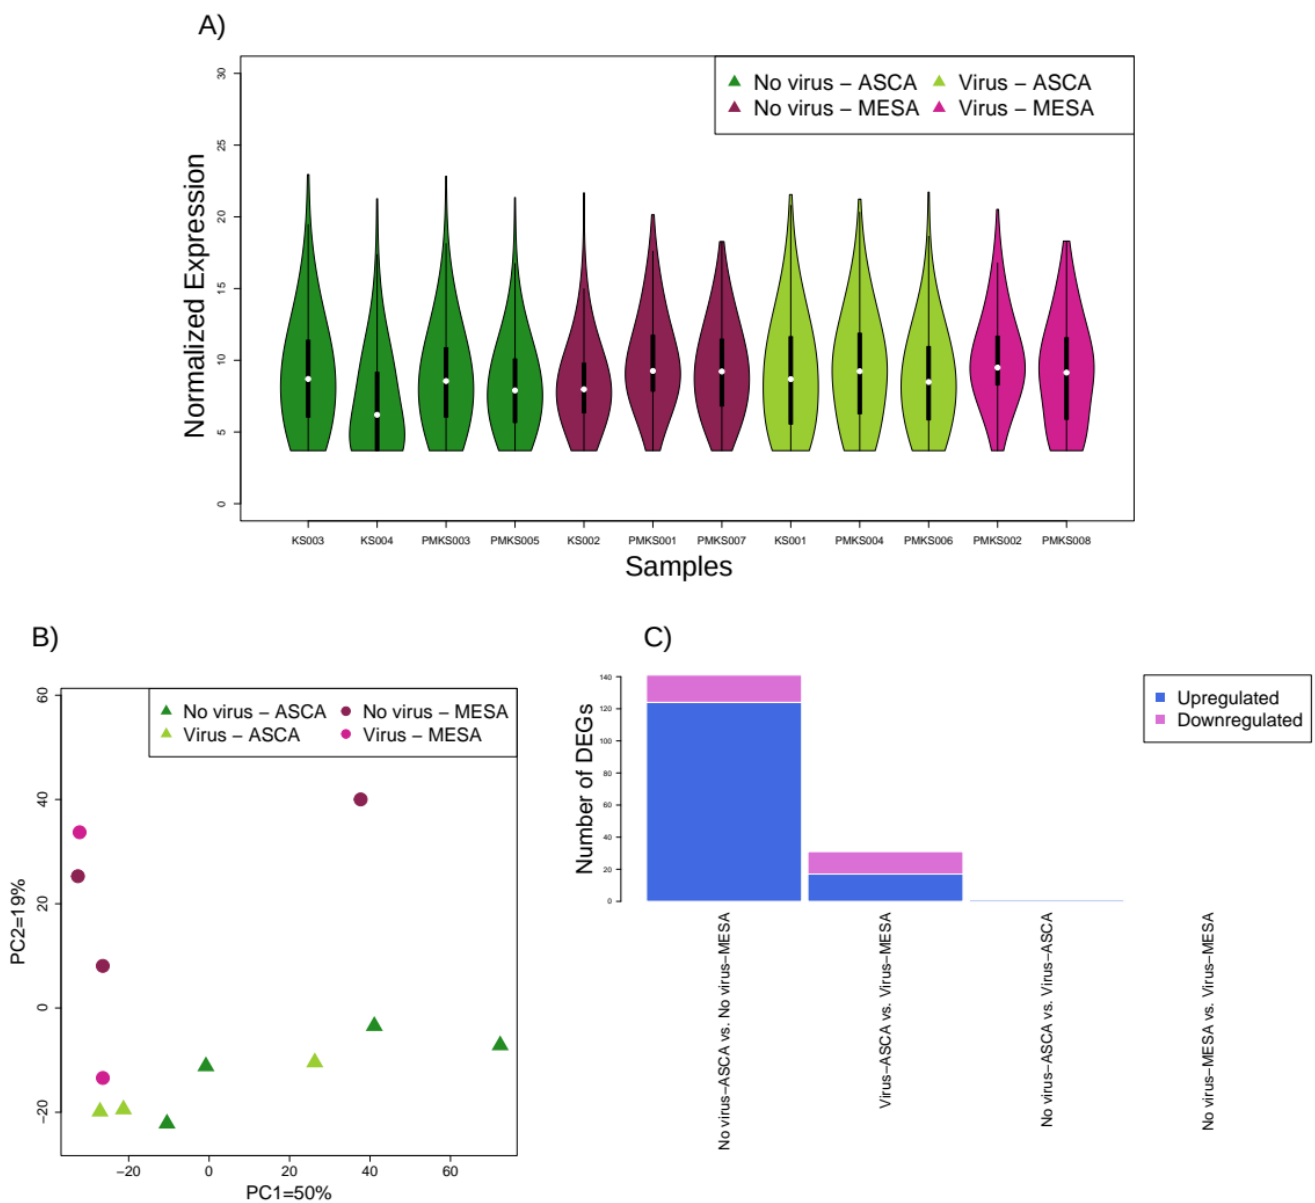 A)
No virus – ASCA
Virus – ASCA
No virus – MESA
Virus – MESA
Normalized Expression
30
25
20
15
10
5
0
KS003 KS004 PMKS003 PMKS005 KS002 PMKS001 PMKS007 KS001 PMKS004 PMKS006 PMKS002 PMKS008
Samples
B)
No virus – ASCA
No virus – MESA
Virus – ASCA
Virus – MESA
PC2=19%
60
40
20
0
−20
−20 0 20 40 60
PC1=50%
C)
Upregulated
Downregulated
Number of DEGs
140
120
100
80
60
40
20
0
No virus–ASCA vs. No virus–MESA
Virus–ASCA vs. Virus–MESA
No virus–ASCA vs. Virus–ASCA
No virus–MESA vs. Virus–MESA